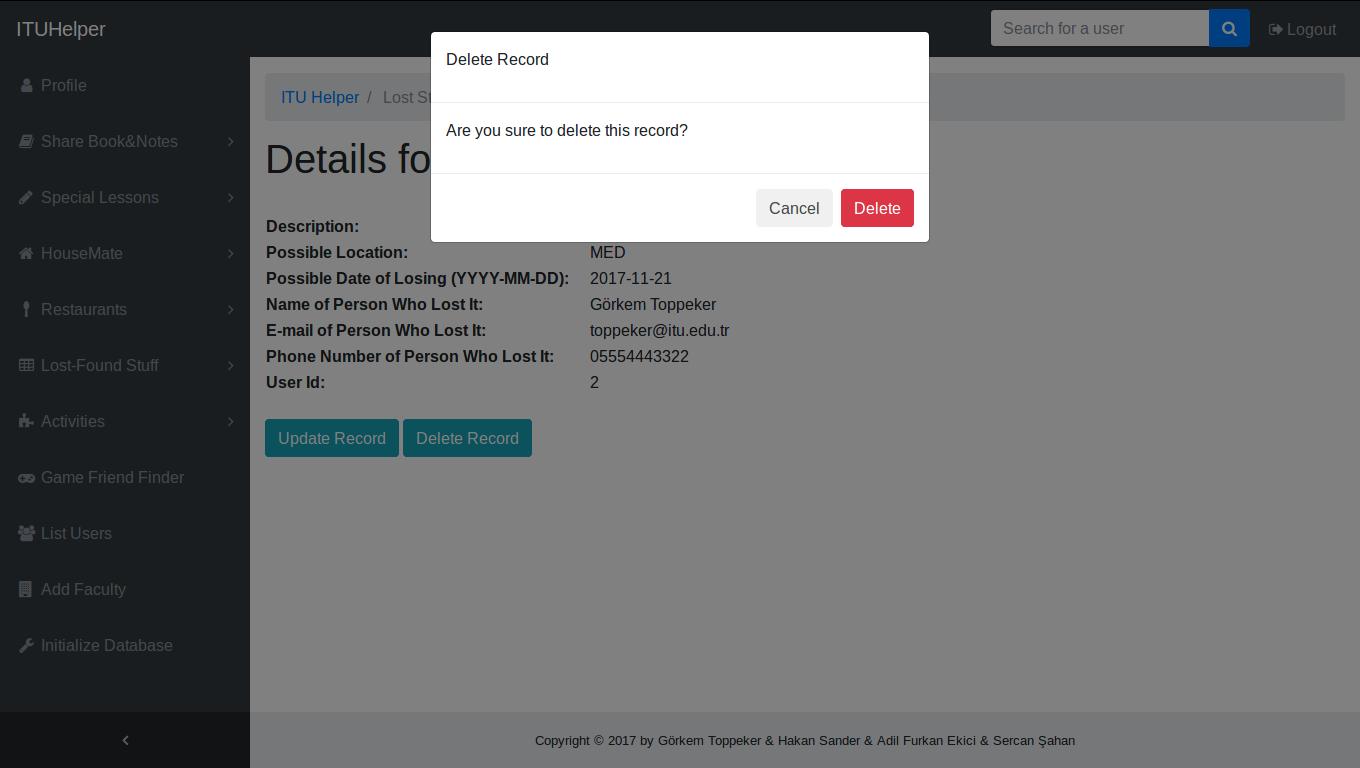 ITUHelper
Search for a user
Logout
Delete Record
Are you sure to delete this record?
Cancel Delete
Profile
Share Book&Notes
Special Lessons
HouseMate
Restaurants
Lost-Found Stuff
Activities
Game Friend Finder
List Users
Add Faculty
Initialize Database
ITU Helper / Lost St
Details fo
Description:
Possible Location: MED
Possible Date of Losing (YYYY-MM-DD): 2017-11-21
Name of Person Who Lost It: Görkem Toppeker
E-mail of Person Who Lost It: toppeker@itu.edu.tr
Phone Number of Person Who Lost It: 05554443322
User Id: 2
Update Record Delete Record
Copyright © 2017 by Görkem Toppeker & Hakan Sander & Adil Furkan Ekici & Sercan Şahan